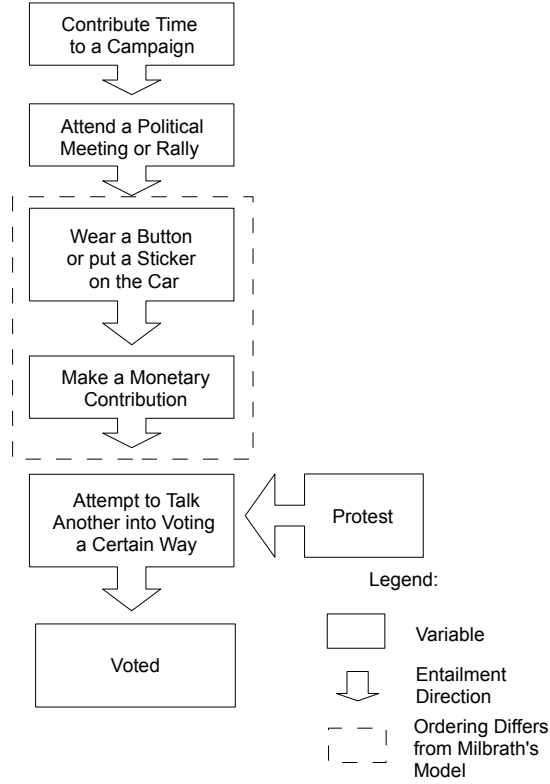 Contribute Time
to a Campaign
Attend a Political
Meeting or Rally
Wear a Button
or put a Sticker
on the Car
Make a Monetary
Contribution
Attempt to Talk
Another into Voting
a Certain Way
Protest
Voted
Legend:
Variable
Entailment
Direction
Ordering Differs
from Milbrath's
Model